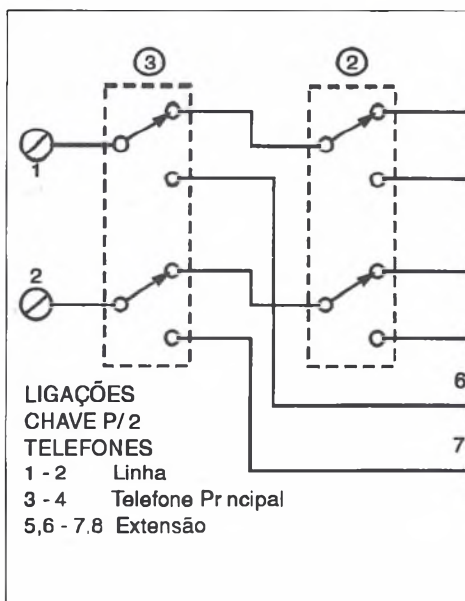 3 2
1
2
6
7
LIGAÇÕES
CHAVE P/2
TELEFONES
1 - 2 Linha
3 - 4 Telefone Pr ncipal
5,6 - 7,8 Extensão